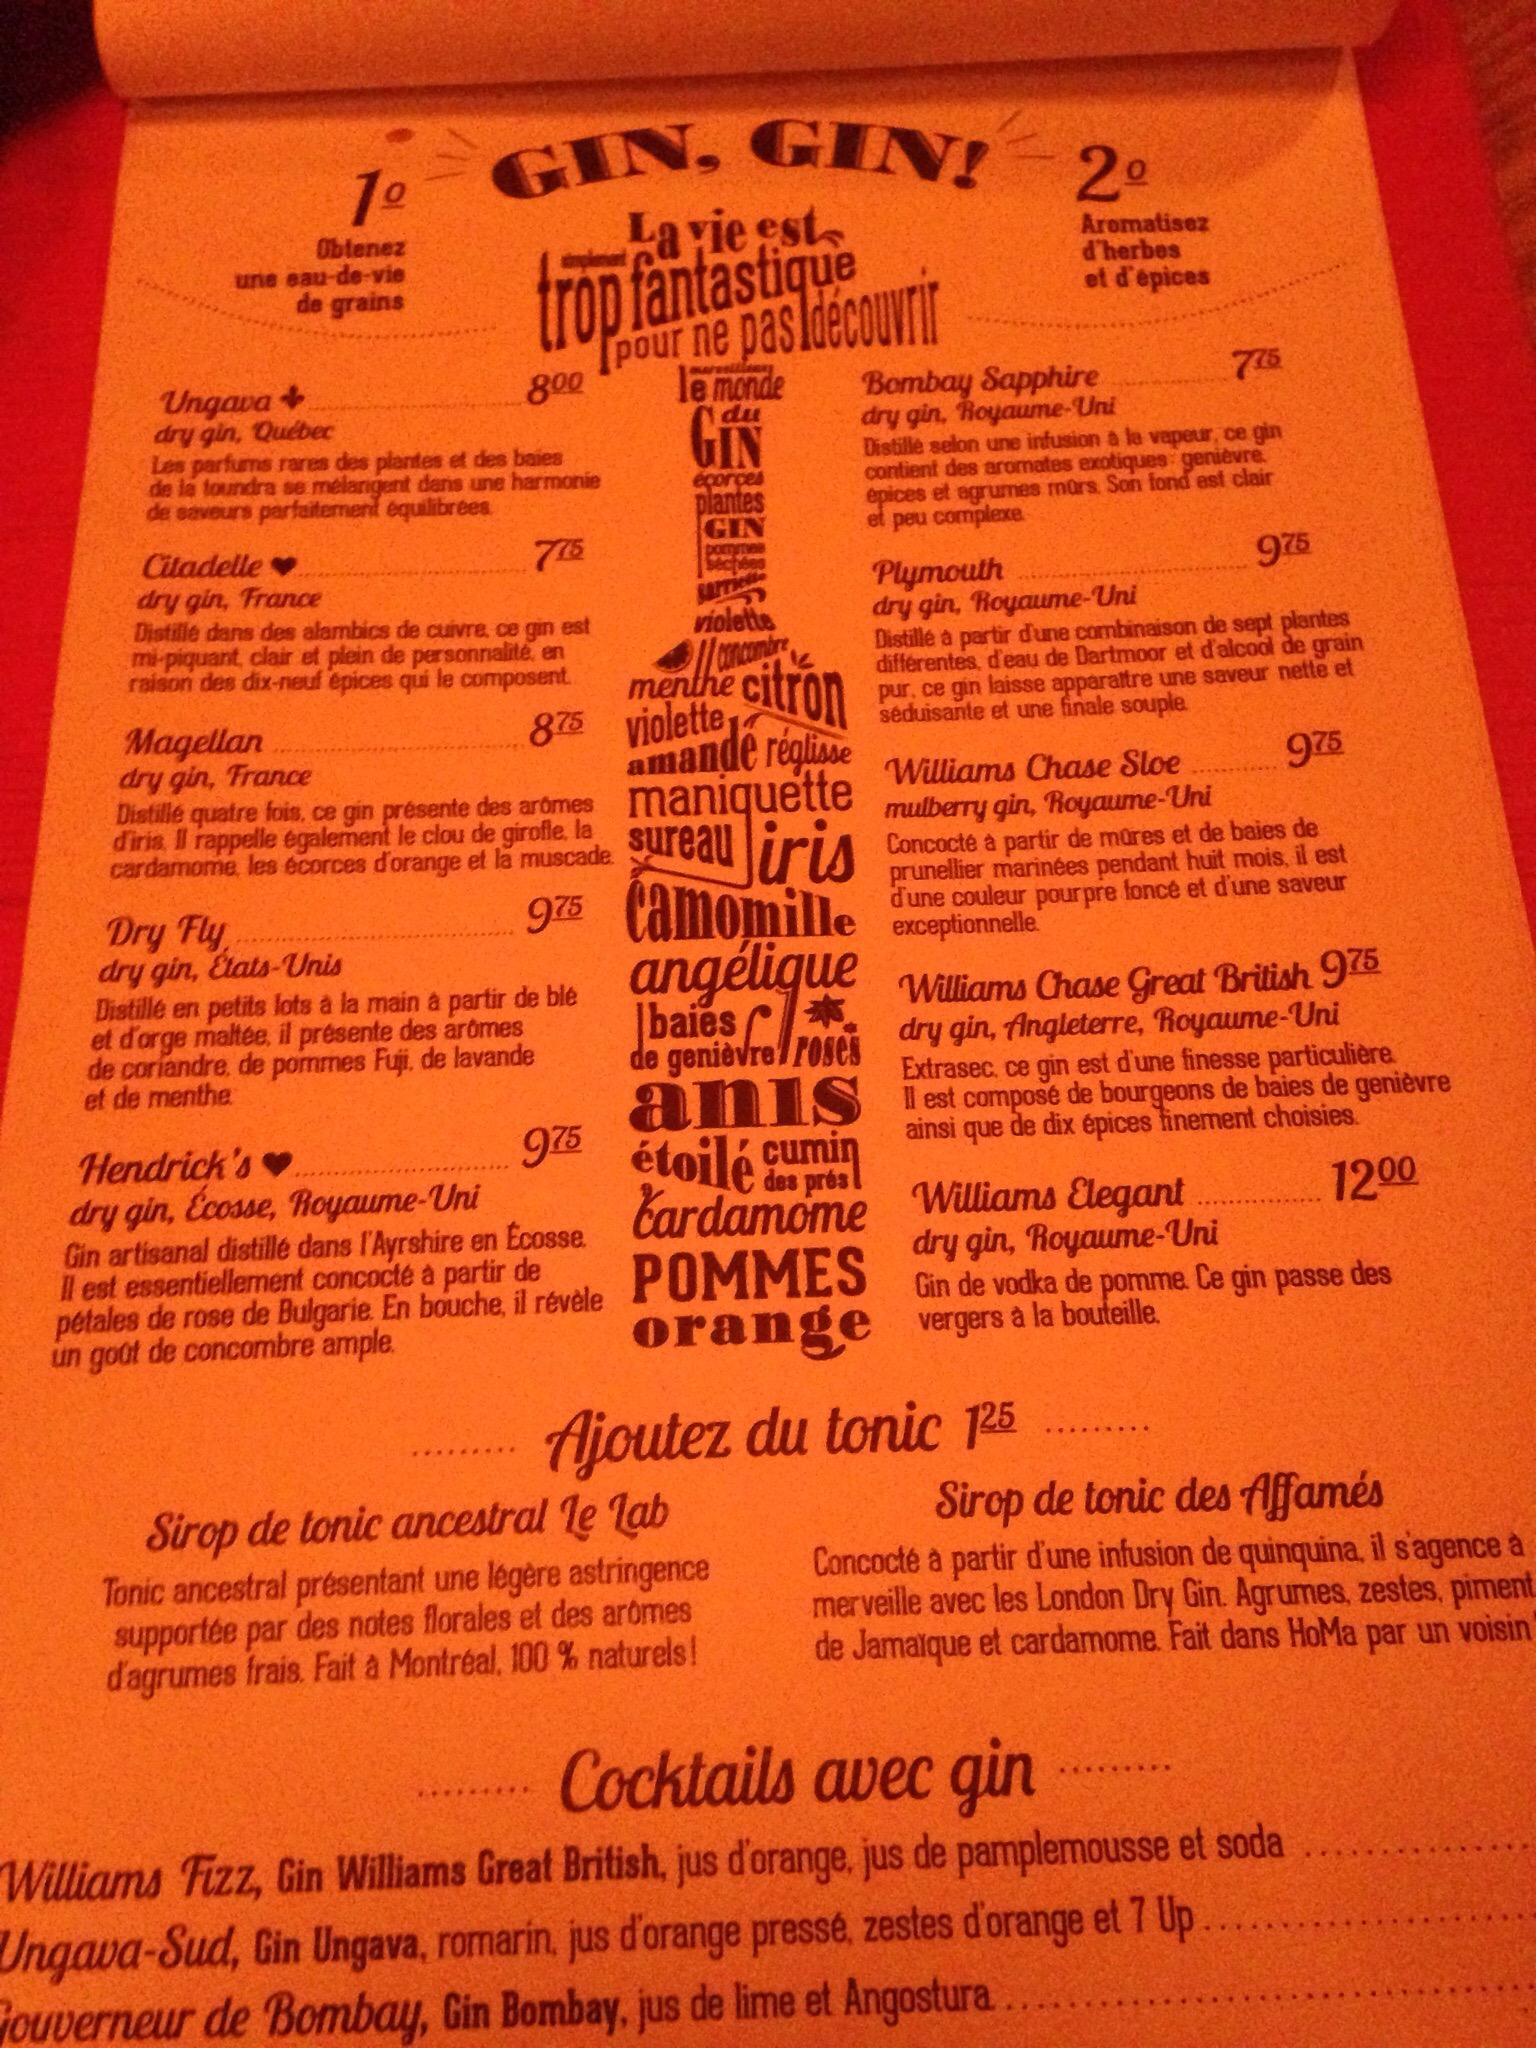 GIN, GIN!
1º
Obtenez
une eau-de-vie
de grains
2º
Aromatisez
d'herbes
et d'épices
La vie est
simplement
trop fantastique
pour ne pas découvrir
merveilleux
le monde
du
GIN
écorces
plantes
GIN
pommes
séchées
sarriette
violette
concombre
menthe citron
violette
amande réglisse
maniquette
sureau iris
camomille
angélique
baies
de genièvre roses
anis
étoilé cumin
des prés
cardamome
POMMES
orange
Ungava 8 00
dry gin, Québec
Les parfums rares des plantes et des baies
de la toundra se mélangent dans une harmonie
de saveurs parfaitement équilibrées.
Citadelle ♥ 7 75
dry gin, France
Distillé dans des alambics de cuivre, ce gin est
mi-piquant, clair et plein de personnalité, en
raison des dix-neuf épices qui le composent.
Magellan 8 75
dry gin, France
Distillé quatre fois, ce gin présente des arômes
d'iris. Il rappelle également le clou de girofle, la
cardamome, les écorces d'orange et la muscade.
Dry Fly 9 75
dry gin, États-Unis
Distillé en petits lots à la main à partir de blé
et d'orge maltée, il présente des arômes
de coriandre, de pommes Fuji, de lavande
et de menthe.
Hendrick's ♥ 9 75
dry gin, Écosse, Royaume-Uni
Gin artisanal distillé dans l'Ayrshire en Écosse.
Il est essentiellement concocté à partir de
pétales de rose de Bulgarie. En bouche, il révèle
un goût de concombre ample.
Bombay Sapphire 7 75
dry gin, Royaume-Uni
Distillé selon une infusion à la vapeur, ce gin
contient des aromates exotiques : genièvre,
épices et agrumes mûrs. Son fond est clair
et peu complexe.
Plymouth 9 75
dry gin, Royaume-Uni
Distillé à partir d'une combinaison de sept plantes
différentes, d'eau de Dartmoor et d'alcool de grain
pur, ce gin laisse apparaître une saveur nette et
séduisante et une finale souple.
Williams Chase Sloe 9 75
mulberry gin, Royaume-Uni
Concocté à partir de mûres et de baies de
prunellier marinées pendant huit mois, il est
d'une couleur pourpre foncé et d'une saveur
exceptionnelle.
Williams Chase Great British 9 75
dry gin, Angleterre, Royaume-Uni
Extrasec, ce gin est d'une finesse particulière.
Il est composé de bourgeons de baies de genièvre
ainsi que de dix épices finement choisies.
Williams Elegant 12 00
dry gin, Royaume-Uni
Gin de vodka de pomme. Ce gin passe des
vergers à la bouteille.
Ajoutez du tonic 1 25
Sirop de tonic ancestral Le Lab
Tonic ancestral présentant une légère astringence
supportée par des notes florales et des arômes
d'agrumes frais. Fait à Montréal, 100 % naturels!
Sirop de tonic des Affamés
Concocté à partir d'une infusion de quinquina, il s'agence à
merveille avec les London Dry Gin. Agrumes, zestes, piment
de Jamaïque et cardamome. Fait dans HoMa par un voisin
Cocktails avec gin
Williams Fizz, Gin Williams Great British, jus d'orange, jus de pamplemousse et soda
Ungava-Sud, Gin Ungava, romarin, jus d'orange pressé, zestes d'orange et 7 Up
Gouverneur de Bombay, Gin Bombay, jus de lime et Angostura